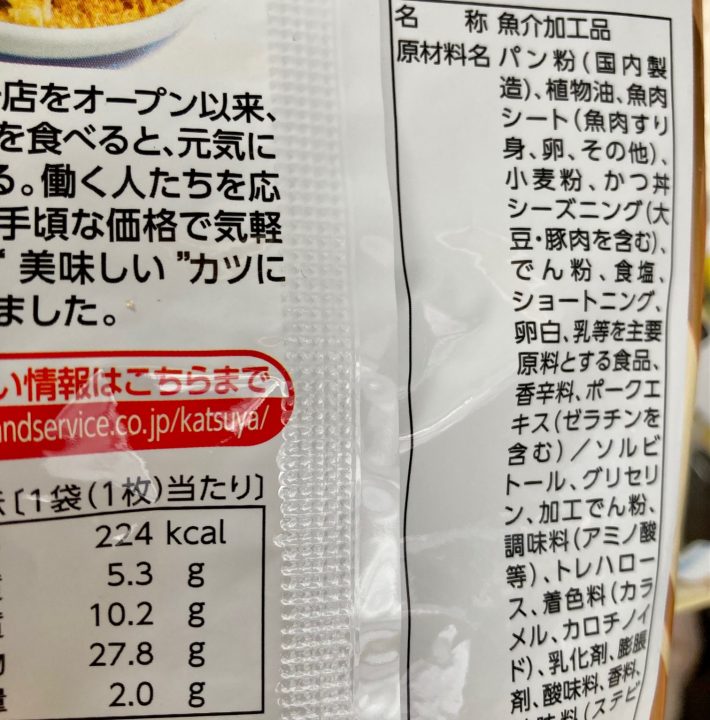 店をオープン以来、
を食べると、元気に
る。働く人たちを応
手頃な価格で気軽
“美味しい”カツに
ました。
い情報はこちらまで
ndservice.co.jp/katsuya/
[1袋(1枚)当たり]
224 kcal
5.3 g
10.2 g
27.8 g
2.0 g
名 称 魚介加工品
原材料名 パン粉(国内製
造)、植物油、魚肉
シート(魚肉すり
身、卵、その他)、
小麦粉、かつ丼
シーズニング(大
豆・豚肉を含む)、
でん粉、食塩、
ショートニング、
卵白、乳等を主要
原料とする食品、
香辛料、ポークエ
キス(ゼラチンを
含む)/ソルビ
トール、グリセリ
ン、加工でん粉、
調味料(アミノ酸
等)、トレハロー
ス、着色料(カラ
メル、カロチノイ
ド)、乳化剤、膨脹
剤、酸味料、香料、
料(ステビ